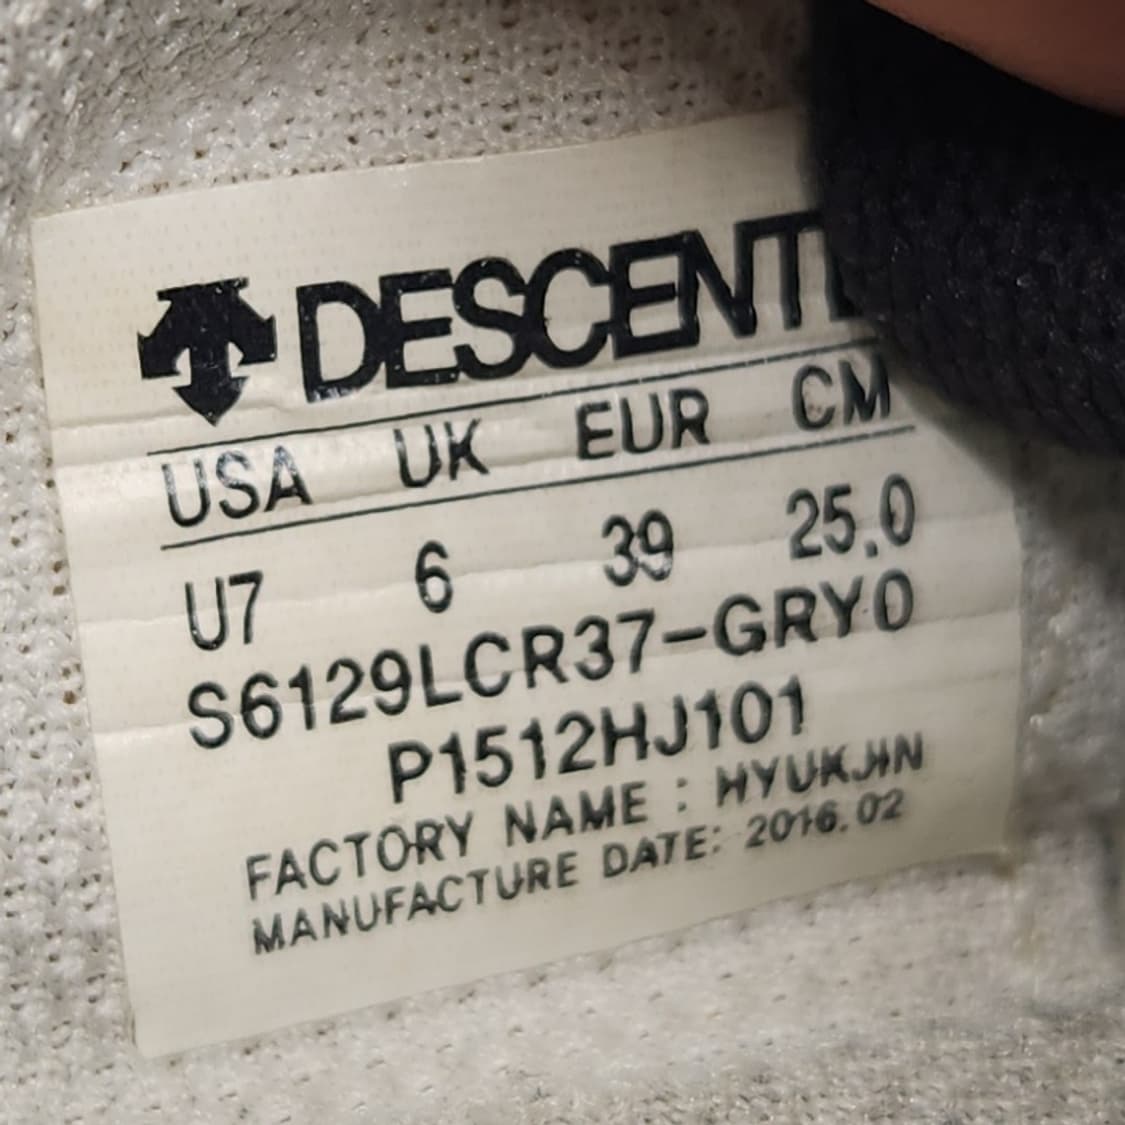 DESCENT
USA UK EUR CM
U7 6 39 25.0
S6129LCR37-GRY0
P1512HJ101
FACTORY NAME : HYUKJIN
MANUFACTURE DATE: 2016.02